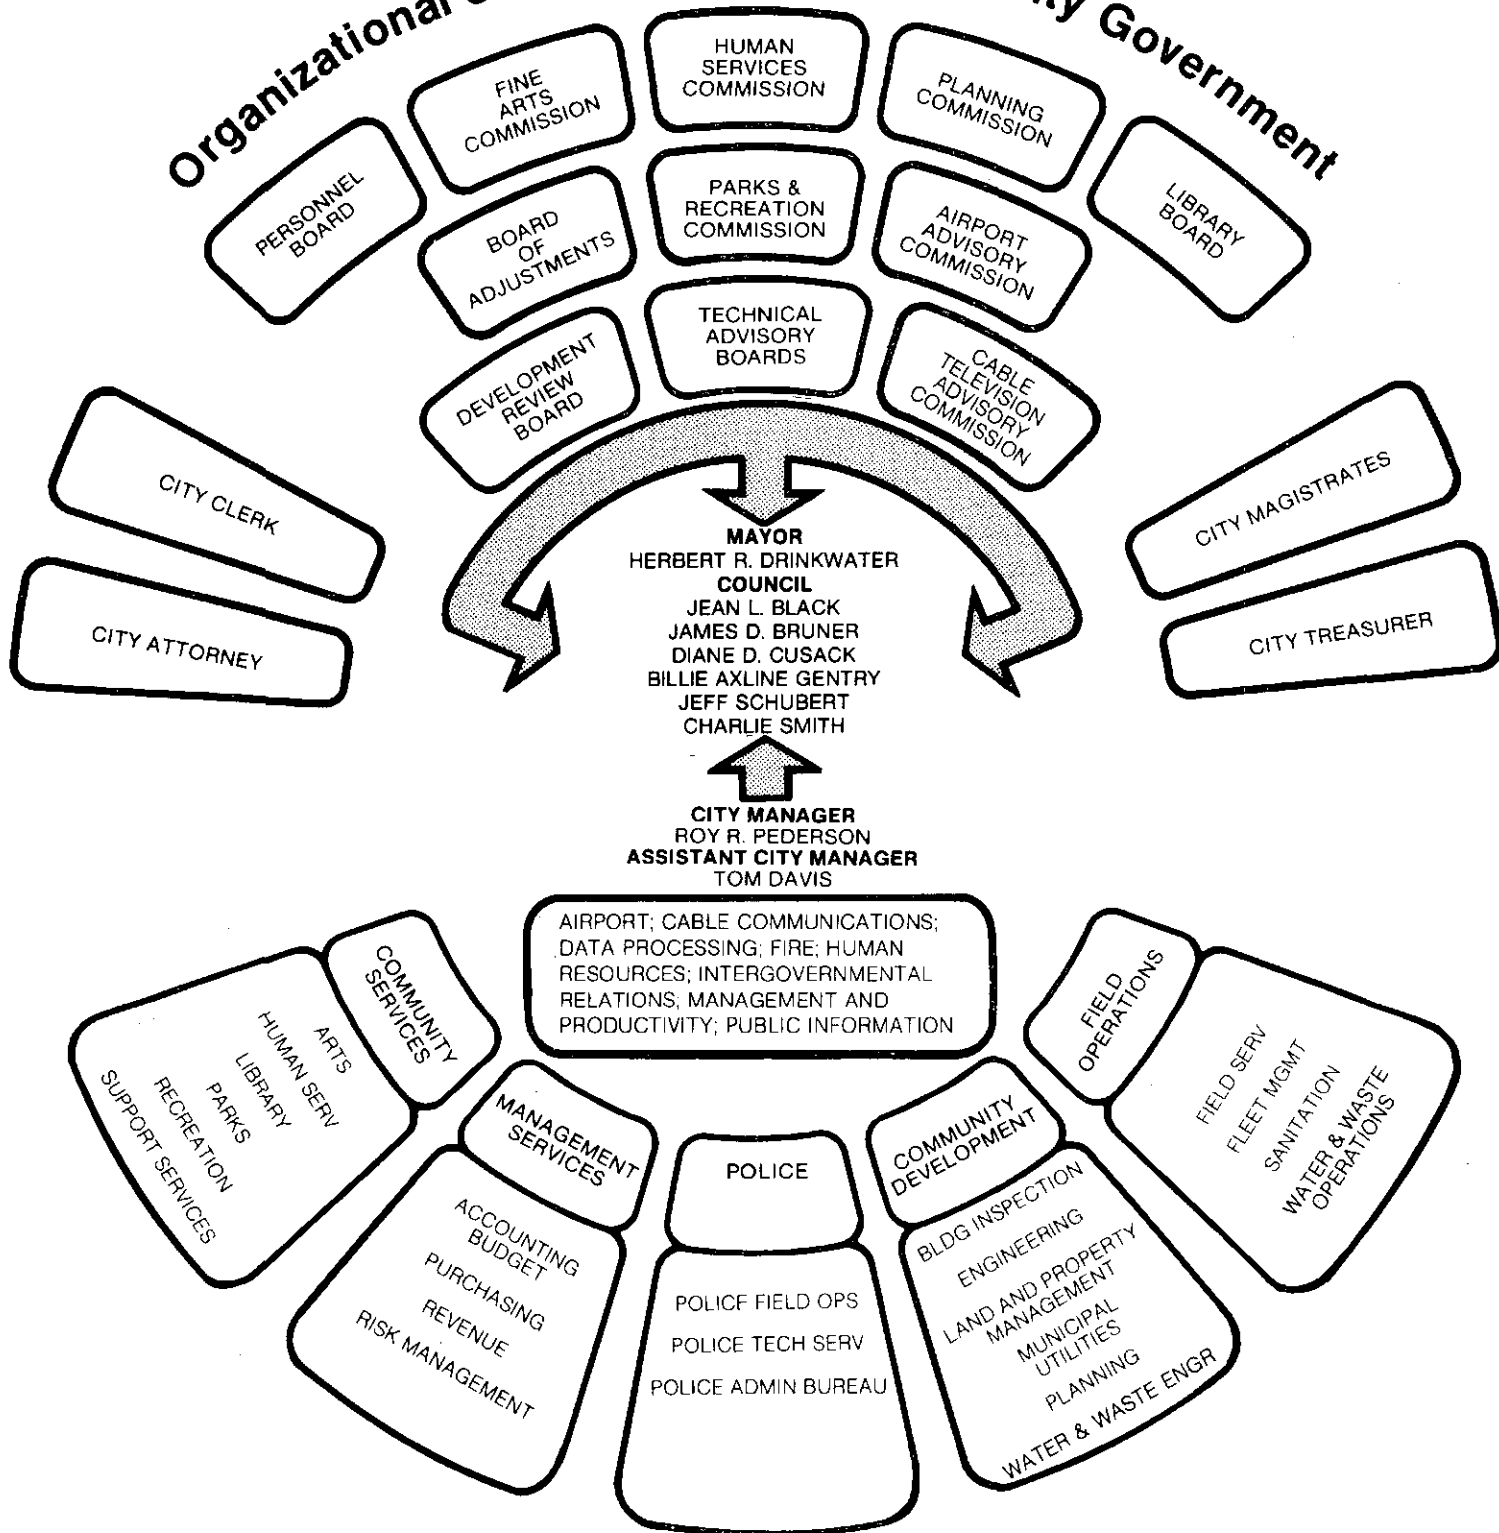 Organizational
ty Government
PERSONNEL
BOARD
FINE
ARTS
COMMISSION
HUMAN
SERVICES
COMMISSION
PLANNING
COMMISSION
LIBRARY
BOARD
BOARD
OF
ADJUSTMENTS
PARKS &
RECREATION
COMMISSION
AIRPORT
ADVISORY
COMMISSION
DEVELOPMENT
REVIEW
BOARD
TECHNICAL
ADVISORY
BOARDS
CABLE
TELEVISION
ADVISORY
COMMISSION
CITY CLERK
CITY ATTORNEY
CITY MAGISTRATES
CITY TREASURER
MAYOR
HERBERT R. DRINKWATER
COUNCIL
JEAN L. BLACK
JAMES D. BRUNER
DIANE D. CUSACK
BILLIE AXLINE GENTRY
JEFF SCHUBERT
CHARLIE SMITH
CITY MANAGER
ROY R. PEDERSON
ASSISTANT CITY MANAGER
TOM DAVIS
AIRPORT; CABLE COMMUNICATIONS;
DATA PROCESSING; FIRE; HUMAN
RESOURCES; INTERGOVERNMENTAL
RELATIONS; MANAGEMENT AND
PRODUCTIVITY; PUBLIC INFORMATION
COMMUNITY
SERVICES
ARTS
HUMAN SERV
LIBRARY
PARKS
RECREATION
SUPPORT SERVICES
MANAGEMENT
SERVICES
ACCOUNTING
BUDGET
PURCHASING
REVENUE
RISK MANAGEMENT
POLICE
POLICF FIELD OPS
POLICE TECH SERV
POLICE ADMIN BUREAU
COMMUNITY
DEVELOPMENT
BLDG INSPECTION
ENGINEERING
LAND AND PROPERTY
MANAGEMENT
MUNICIPAL
UTILITIES
PLANNING
WATER & WASTE ENGR
FIELD
OPERATIONS
FIELD SERV
FLEET MGMT
SANITATION
WATER & WASTE
OPERATIONS